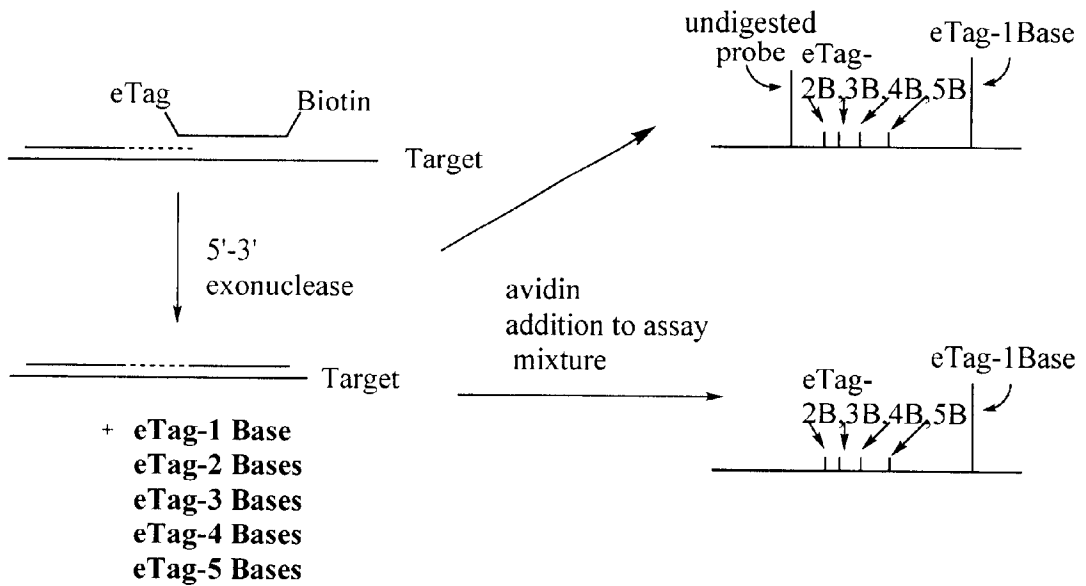 eTag
Biotin
Target
5'-3'
exonuclease
Target
+ eTag-1 Base
eTag-2 Bases
eTag-3 Bases
eTag-4 Bases
eTag-5 Bases
avidin
addition to assay
mixture
undigested
probe
eTag-
2B,3B,4B,5B
eTag-1Base
eTag-
2B,3B,4B,5B
eTag-1Base